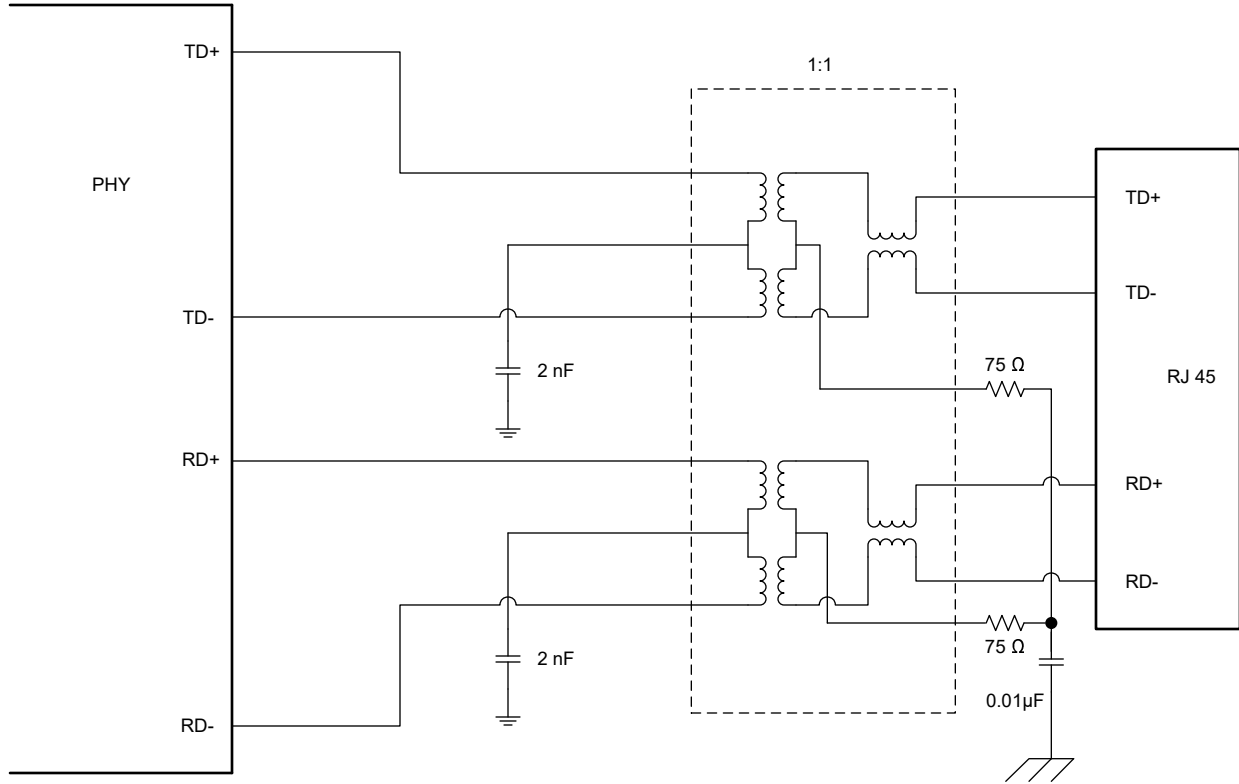 TD+
1:1
PHY
TD+
TD-
TD-
75 Ω
2 nF
RJ 45
RD+
RD+
RD-
75 Ω
2 nF
0.01µF
RD-